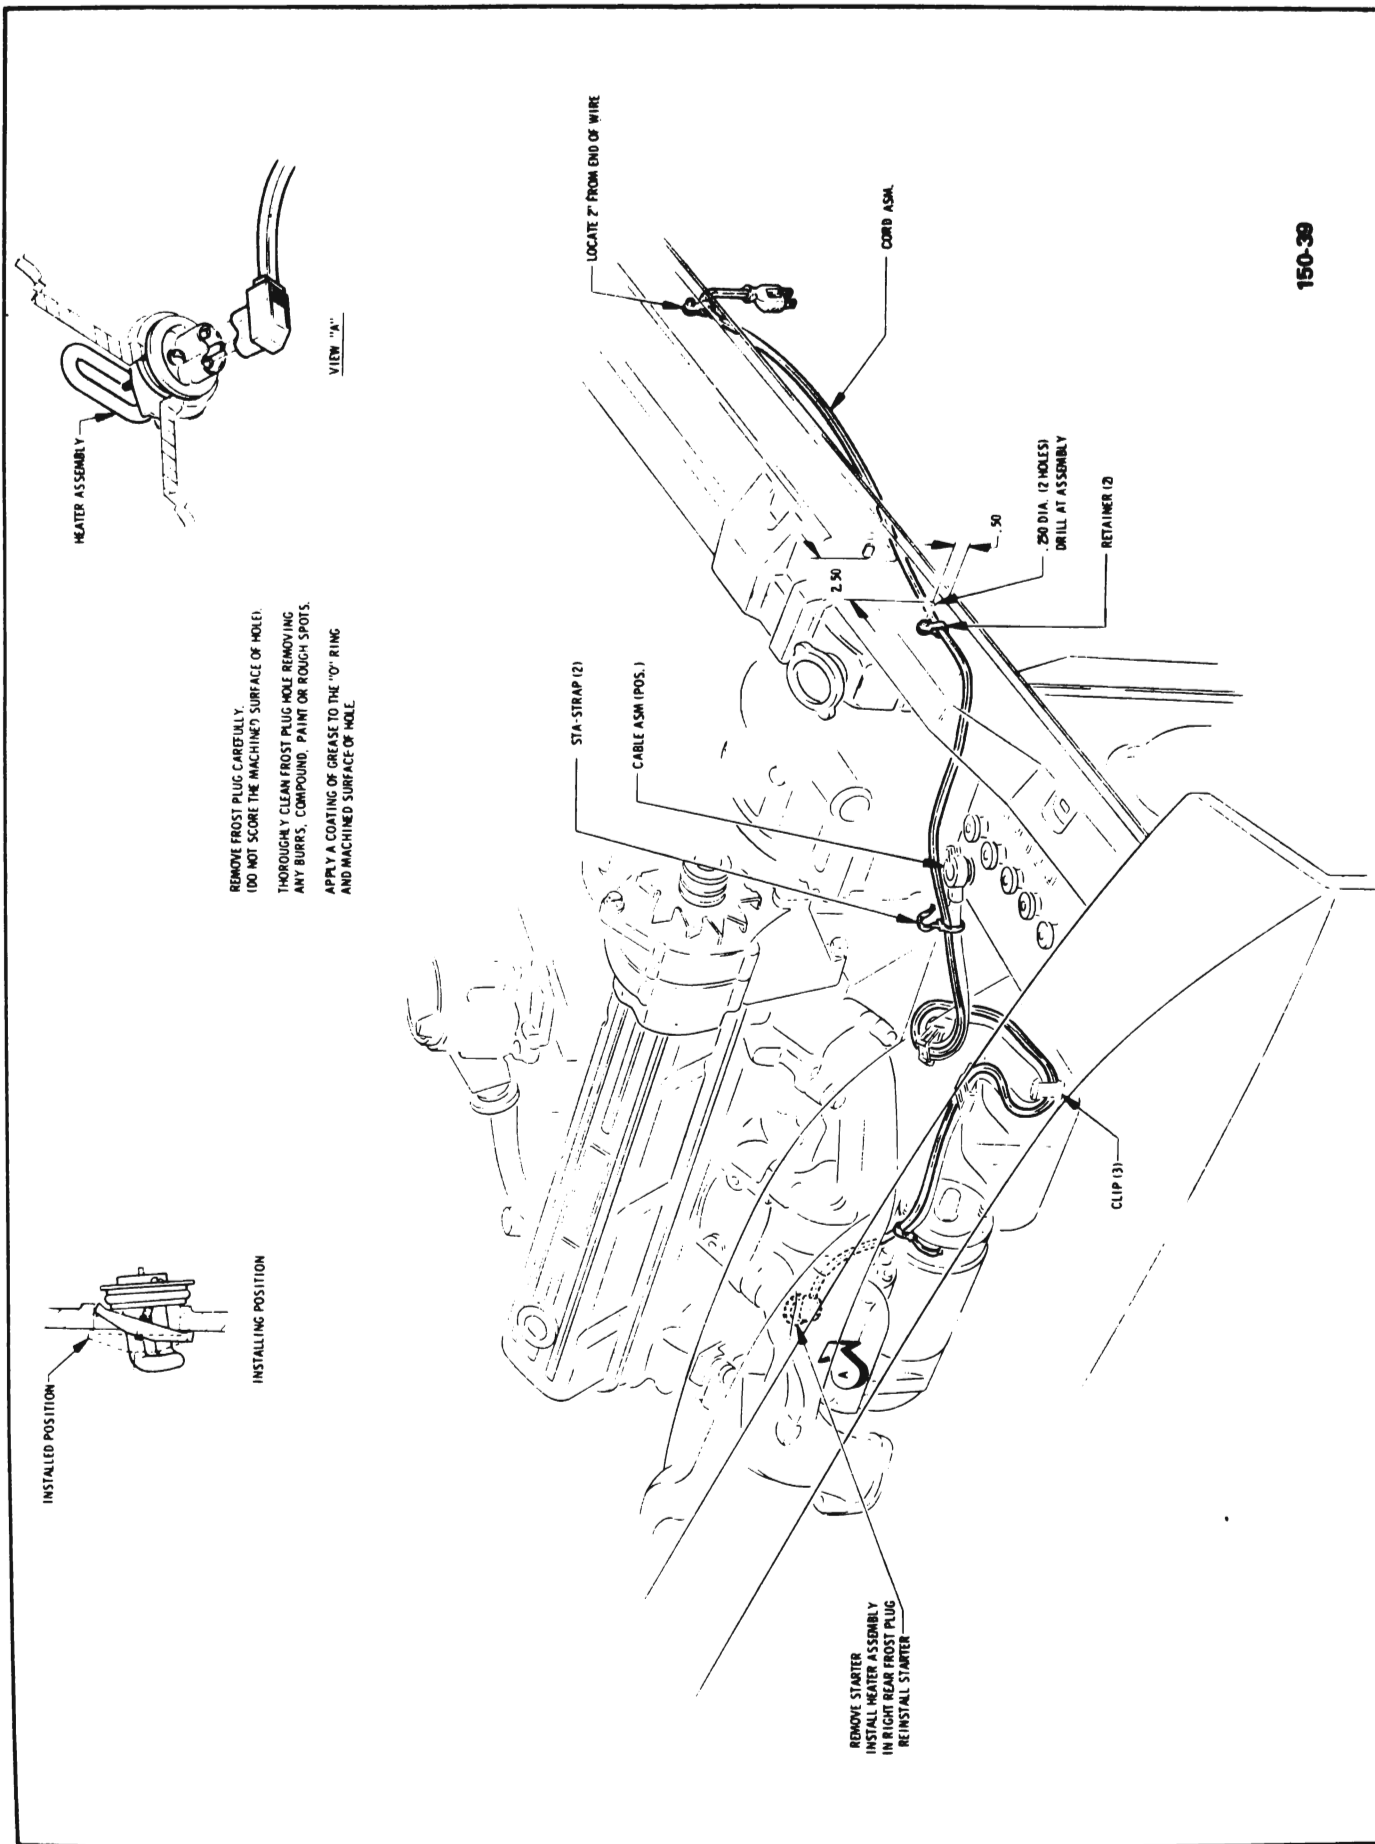 INSTALLED POSITION
INSTALLING POSITION
REMOVE FROST PLUG CAREFULLY.
(DO NOT SCORE THE MACHINED SURFACE OF HOLE).
THOROUGHLY CLEAN FROST PLUG HOLE REMOVING
ANY BURRS, COMPOUND, PAINT OR ROUGH SPOTS.
APPLY A COATING OF GREASE TO THE "O" RING
AND MACHINED SURFACE OF HOLE
HEATER ASSEMBLY
VIEW "A"
STA-STRAP (2)
CABLE ASM (POS.)
LOCATE 2" FROM END OF WIRE
CORD ASM.
2.50
.50
.250 DIA. (2 HOLES)
DRILL AT ASSEMBLY
RETAINER (2)
A
CLIP (3)
REMOVE STARTER
INSTALL HEATER ASSEMBLY
IN RIGHT REAR FROST PLUG
REINSTALL STARTER
150-39